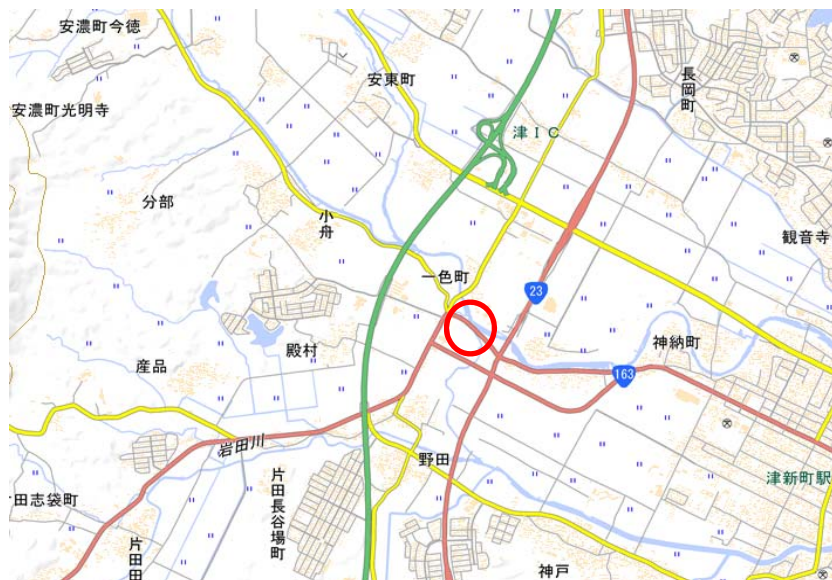 安濃町今徳
安東町
長岡町
安濃町光明寺
津IC
分部
小舟
観音寺
一色町
23
殿村
神納町
産品
163
岩田川
野田
津新町駅
片田長谷場町
田志袋町
片田田
神戸